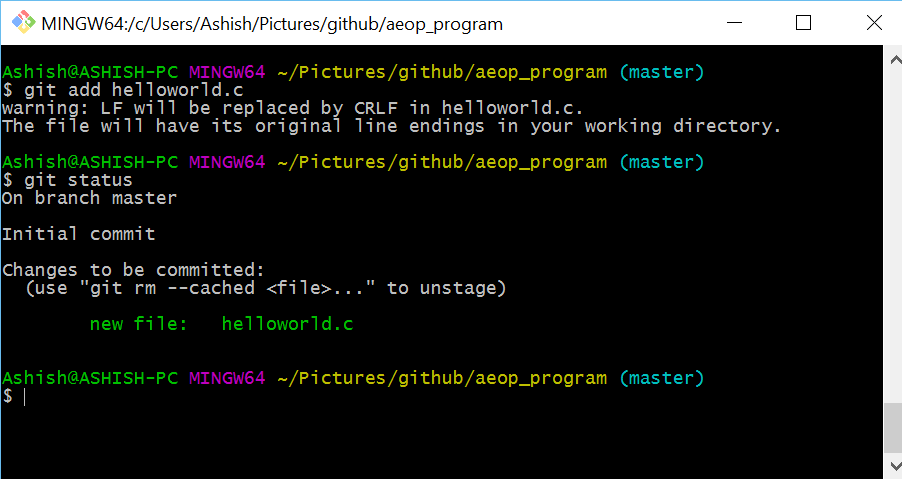 MINGW64:/c/Users/Ashish/Pictures/github/aeop_program
Ashish@ASHISH-PC MINGW64 ~/Pictures/github/aeop_program (master)
$ git add helloworld.c
warning: LF will be replaced by CRLF in helloworld.c.
The file will have its original line endings in your working directory.
Ashish@ASHISH-PC MINGW64 ~/Pictures/github/aeop_program (master)
$ git status
On branch master
Initial commit
Changes to be committed:
  (use "git rm --cached <file>..." to unstage)
        new file:   helloworld.c
Ashish@ASHISH-PC MINGW64 ~/Pictures/github/aeop_program (master)
$